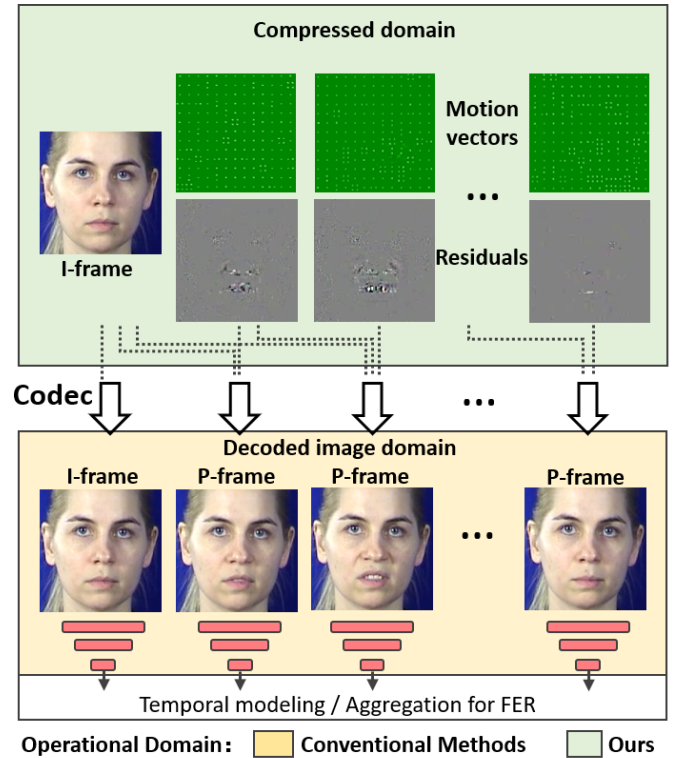 Compressed domain
Motion
vectors
...
I-frame
Residuals
Codec
...
Decoded image domain
I-frame P-frame P-frame P-frame
...
Temporal modeling / Aggregation for FER
Operational Domain: Conventional Methods Ours